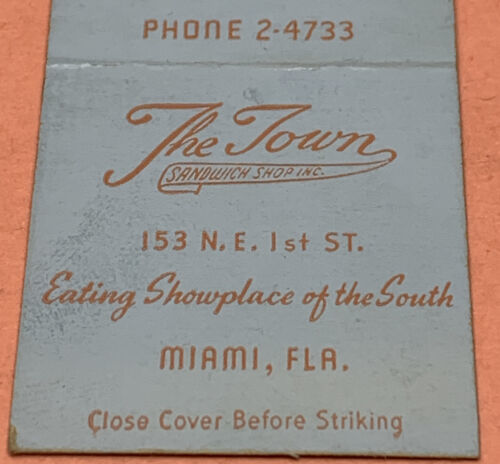 PHONE 2-4733
The Town
SANDWICH SHOP INC.
153 N.E. 1st ST.
Eating Showplace of the South
MIAMI, FLA.
Close Cover Before Striking